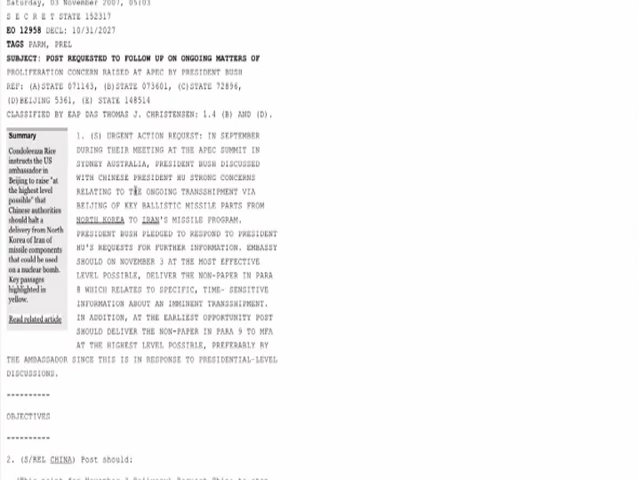 Saturday, 03 November 2007, 05:03
S E C R E T STATE 152317
EO 12958 DECL: 10/31/2027
TAGS PARM, PREL
SUBJECT: POST REQUESTED TO FOLLOW UP ON ONGOING MATTERS OF
PROLIFERATION CONCERN RAISED AT APEC BY PRESIDENT BUSH
REF: (A)STATE 071143, (B)STATE 073601, (C)STATE 72896,
(D)BEIJING 5361, (E) STATE 148514
CLASSIFIED BY EAP DAS THOMAS J. CHRISTENSEN: 1.4 (B) AND (D).
Summary
Condoleezza Rice
instructs the US
ambassador in
Beijing to raise "at
the highest level
possible" that
Chinese authorities
should halt a
delivery from North
Korea of Iran of
missile components
that could be used
on a nuclear bomb.
Key passages
highlighted in
yellow.
Read related article
1. (S) URGENT ACTION REQUEST: IN SEPTEMBER
DURING THEIR MEETING AT THE APEC SUMMIT IN
SYDNEY AUSTRALIA, PRESIDENT BUSH DISCUSSED
WITH CHINESE PRESIDENT HU STRONG CONCERNS
RELATING TO THE ONGOING TRANSSHIPMENT VIA
BEIJING OF KEY BALLISTIC MISSILE PARTS FROM
NORTH KOREA TO IRAN'S MISSILE PROGRAM.
PRESIDENT BUSH PLEDGED TO RESPOND TO PRESIDENT
HU'S REQUESTS FOR FURTHER INFORMATION. EMBASSY
SHOULD ON NOVEMBER 3 AT THE MOST EFFECTIVE
LEVEL POSSIBLE, DELIVER THE NON-PAPER IN PARA
8 WHICH RELATES TO SPECIFIC, TIME- SENSITIVE
INFORMATION ABOUT AN IMMINENT TRANSSHIPMENT.
IN ADDITION, AT THE EARLIEST OPPORTUNITY POST
SHOULD DELIVER THE NON-PAPER IN PARA 9 TO MFA
AT THE HIGHEST LEVEL POSSIBLE, PREFERABLY BY
THE AMBASSADOR SINCE THIS IS IN RESPONSE TO PRESIDENTIAL-LEVEL
DISCUSSIONS.
----------
OBJECTIVES
----------
2. (S/REL CHINA) Post should: